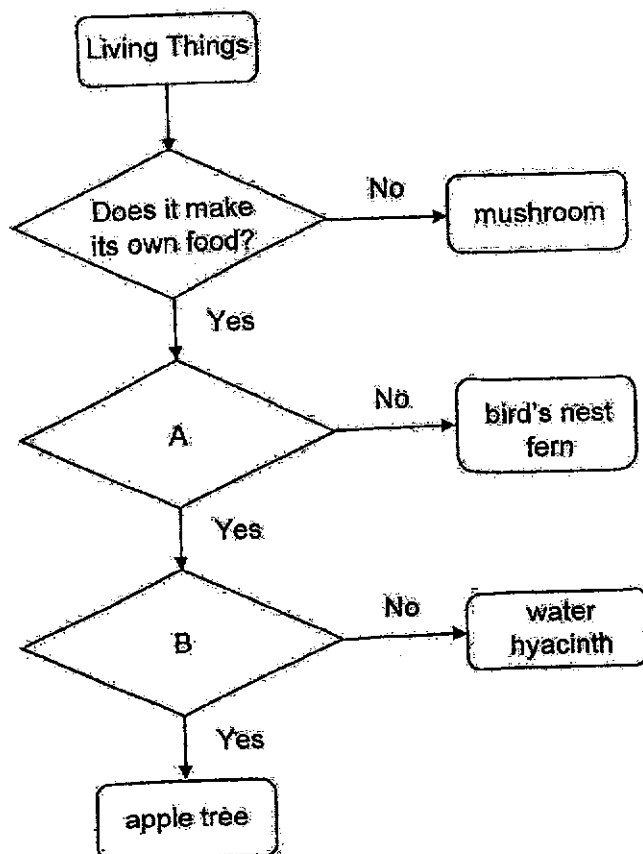 Living Things
Does it make
its own food?
No
mushroom
Yes
A
No
bird's nest
fern
Yes
B
No
water
hyacinth
Yes
apple tree